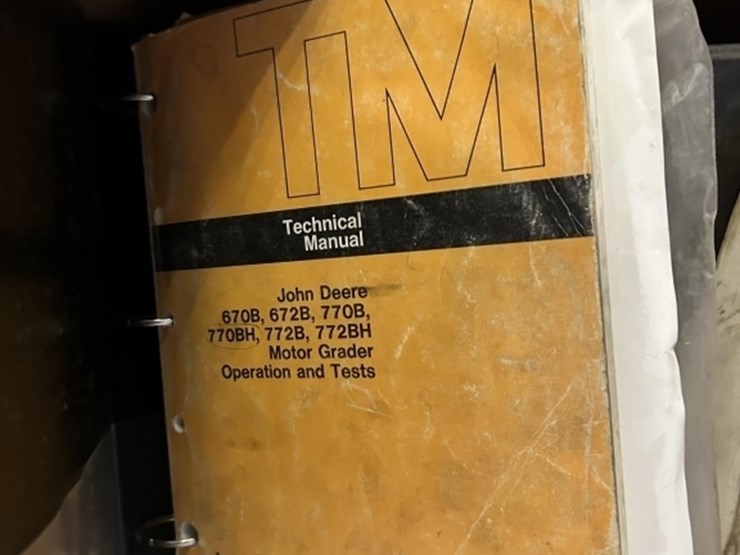 TM
Technical
Manual
John Deere
670B, 672B, 770B,
770BH, 772B, 772BH
Motor Grader
Operation and Tests